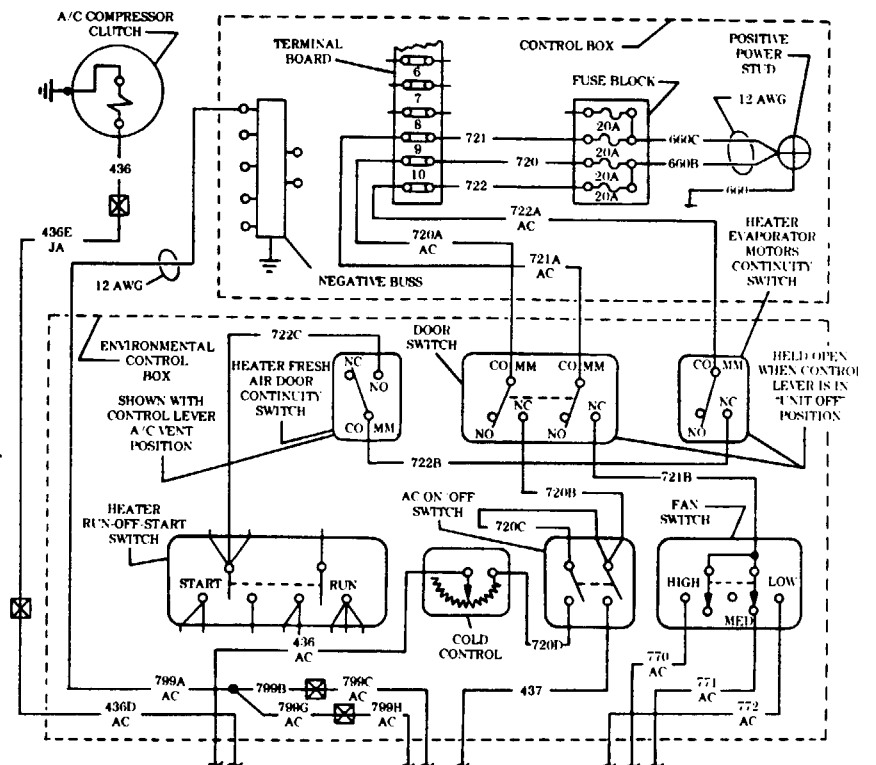 A/C COMPRESSOR
CLUTCH
TERMINAL
BOARD
CONTROL BOX
POSITIVE
POWER
STUD
FUSE BLOCK
12 AWG
6
7
8
9
10
20A
20A
20A
20A
721
720
722
660C
660B
660
436
436E
JA
12 AWG
NEGATIVE BUSS
722A
AC
720A
AC
721A
AC
HEATER
EVAPORATOR
MOTORS
CONTINUITY
SWITCH
ENVIRONMENTAL
CONTROL
BOX
SHOWN WITH
CONTROL LEVER
A/C VENT
POSITION
722C
HEATER FRESH
AIR DOOR
CONTINUITY
SWITCH
NC
NO
COMM
DOOR
SWITCH
COMM
COMM
NC
NC
NO
NO
COMM
NC
NO
HELD OPEN
WHEN CONTROL
LEVER IS IN
"UNIT OFF"
POSITION
722B
721B
720B
720C
HEATER
RUN-OFF-START
SWITCH
START
RUN
AC ON/OFF
SWITCH
FAN
SWITCH
HIGH
LOW
MED
COLD
CONTROL
720D
436
AC
437
770
AC
771
AC
772
AC
799A
AC
799B
799C
AC
799G
AC
799H
AC
436D
AC